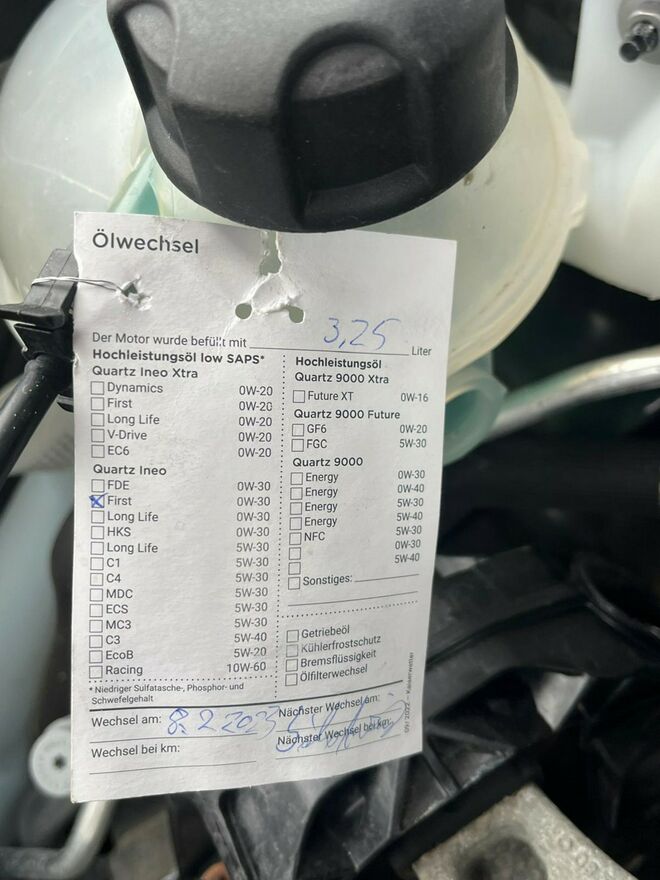 Ölwechsel
Der Motor wurde befüllt mit 3,25 Liter
Hochleistungsöl low SAPS*
Quartz Ineo Xtra
Dynamics 0W-20
First 0W-20
Long Life 0W-20
V-Drive 0W-20
EC6 0W-20
Quartz Ineo
FDE 0W-30
First 0W-30
Long Life 0W-30
HKS 0W-30
Long Life 5W-30
C1 5W-30
C4 5W-30
MDC 5W-30
ECS 5W-30
MC3 5W-30
C3 5W-40
EcoB 5W-20
Racing 10W-60
* Niedriger Sulfatasche-, Phosphor- und
Schwefelgehalt
Hochleistungsöl
Quartz 9000 Xtra
Future XT 0W-16
Quartz 9000 Future
GF6 0W-20
FGC 5W-30
Quartz 9000
Energy 0W-30
Energy 0W-40
Energy 5W-30
Energy 5W-40
NFC 5W-30
0W-30
5W-40
Sonstiges:
Getriebeöl
Kühlerfrostschutz
Bremsflüssigkeit
Ölfilterwechsel
Wechsel am: 8.2.2023
Wechsel bei km:
Nächster Wechsel am:
Nächster Wechsel bei km:
09/2022 – Kaiserwetter